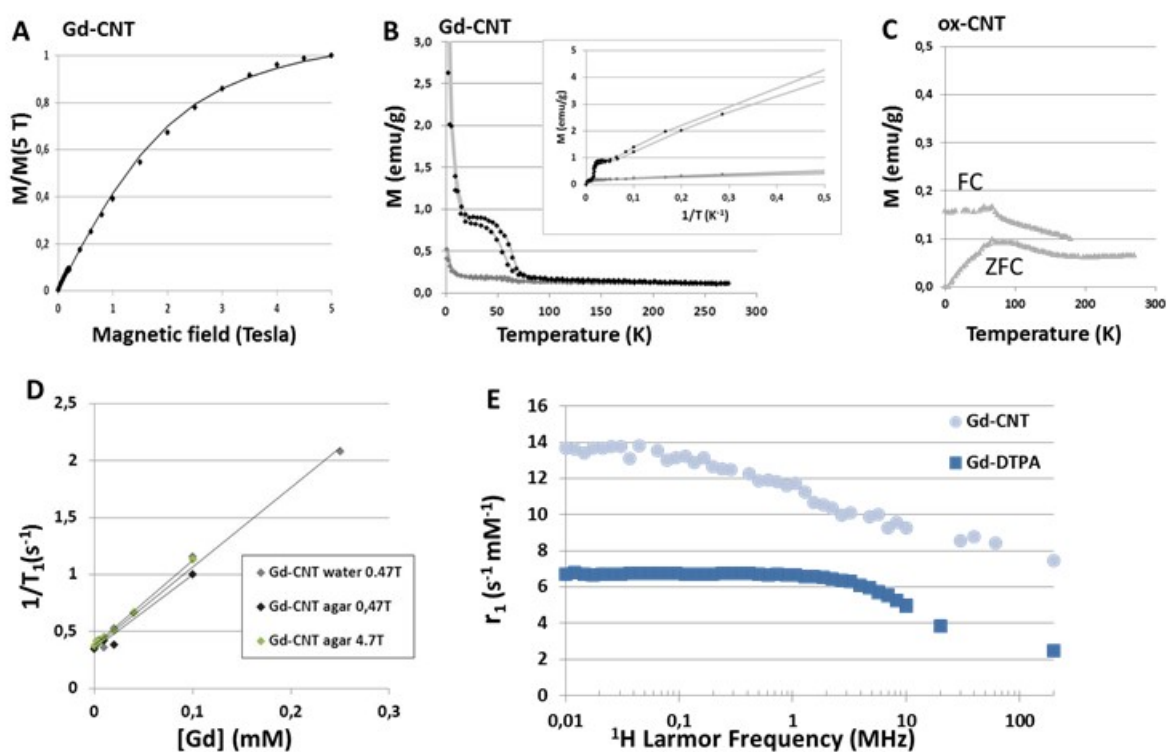 A
Gd-CNT
M/M(5 T)
1
0,8
0,6
0,4
0,2
0
0
1
2
3
4
5
Magnetic field (Tesla)
B
Gd-CNT
M (emu/g)
3,0
2,5
2,0
1,5
1,0
0,5
0,0
0
50
100
150
200
250
300
Temperature (K)
M (emu/g)
5
4
3
2
1
0
0
0,1
0,2
0,3
0,4
0,5
1/T (K⁻¹)
C
ox-CNT
M (emu/g)
0,5
0,4
0,3
0,2
0,1
0,0
FC
ZFC
0
100
200
300
Temperature (K)
D
1/T₁(s⁻¹)
2,5
2
1,5
1
0,5
0
0
0,1
0,2
0,3
[Gd] (mM)
Gd-CNT water 0.47T
Gd-CNT agar 0,47T
Gd-CNT agar 4.7T
E
r₁ (s⁻¹ mM⁻¹)
16
14
12
10
8
6
4
2
0
0,01
0,1
1
10
100
¹H Larmor Frequency (MHz)
Gd-CNT
Gd-DTPA